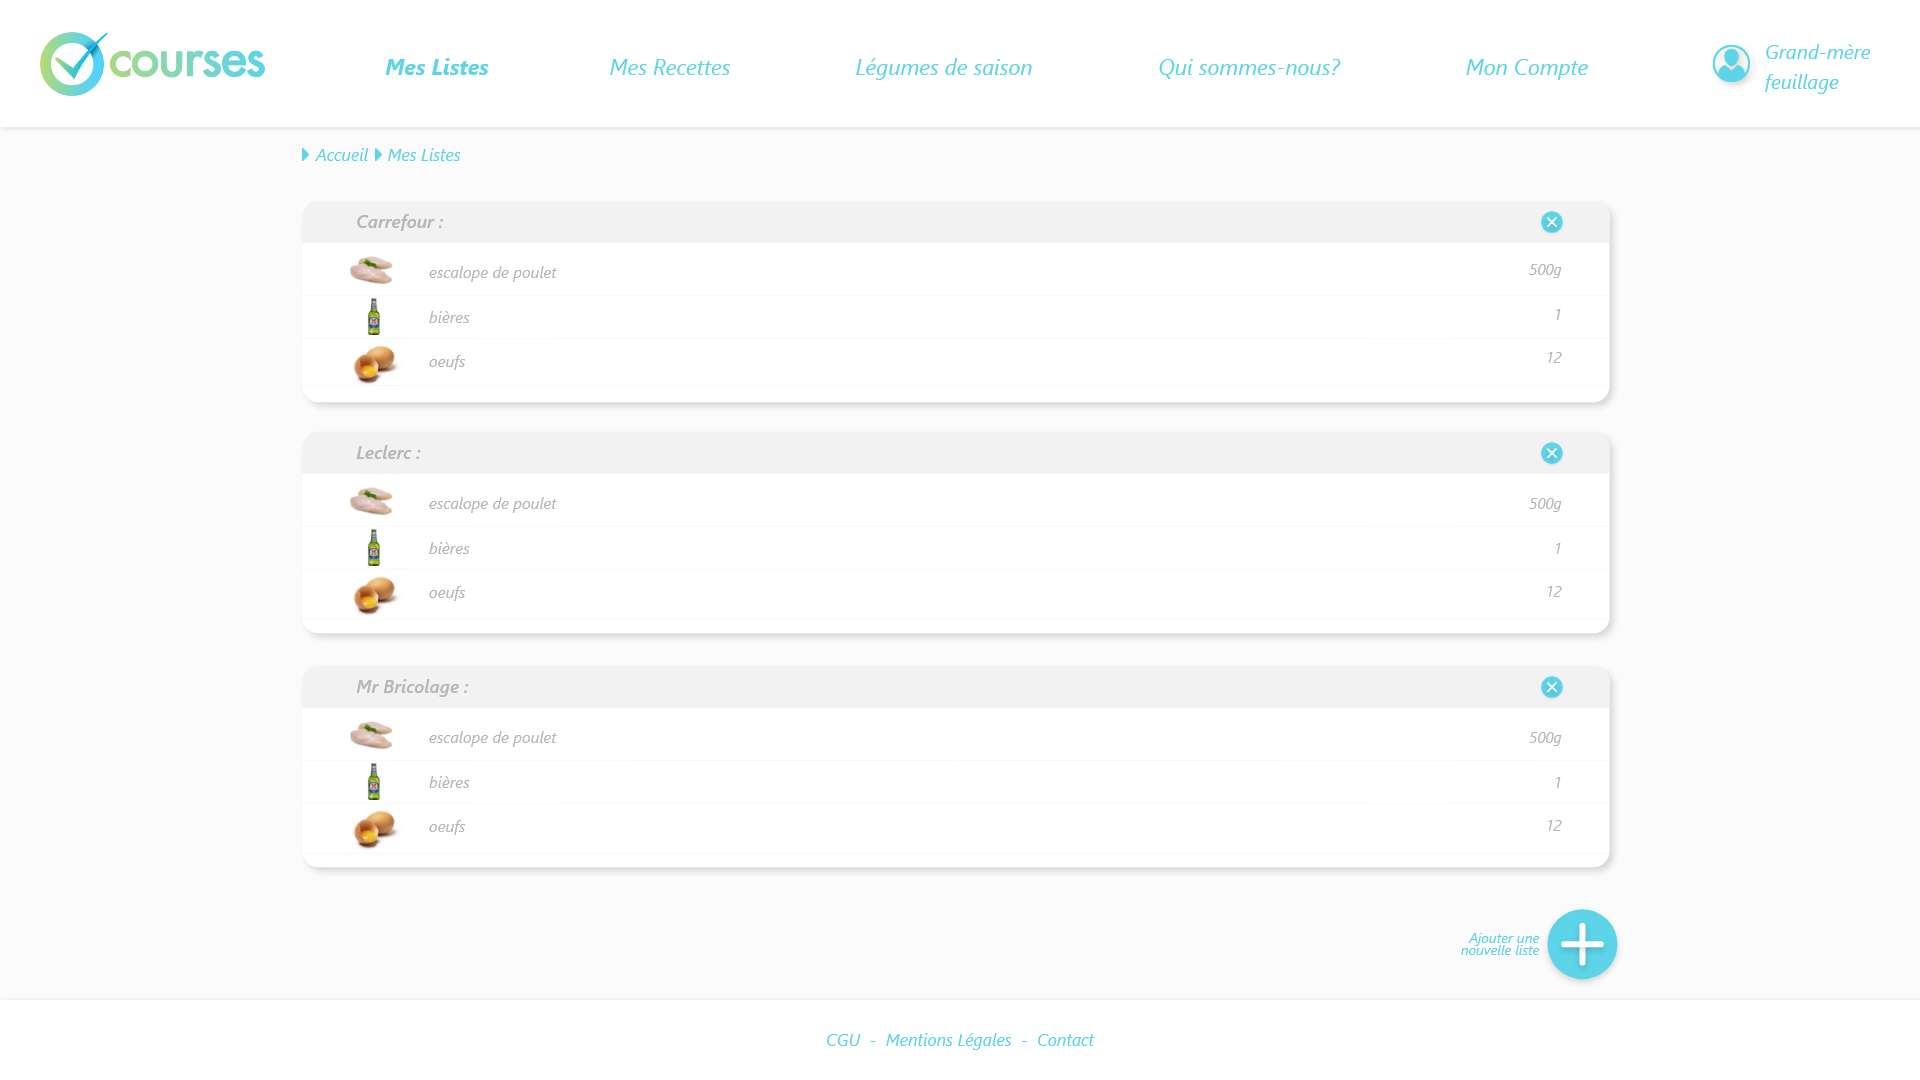 courses
Mes Listes
Mes Recettes
Légumes de saison
Qui sommes-nous?
Mon Compte
Grand-mère
feuillage
Accueil Mes Listes
Carrefour :
escalope de poulet 500g
bières 1
oeufs 12
Leclerc :
escalope de poulet 500g
bières 1
oeufs 12
Mr Bricolage :
escalope de poulet 500g
bières 1
oeufs 12
Ajouter une
nouvelle liste
CGU - Mentions Légales - Contact